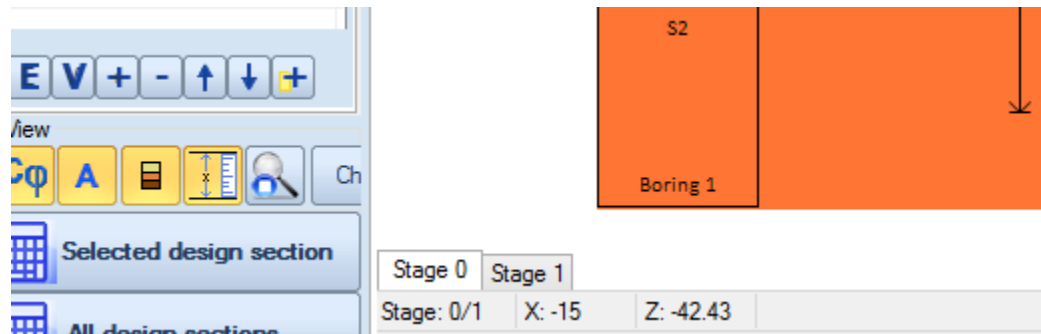 S2
E V + -
View
Cφ A x Ch
Boring 1
Selected design section
Stage 0 Stage 1
Stage: 0/1 X: -15 Z: -42.43
All design sections